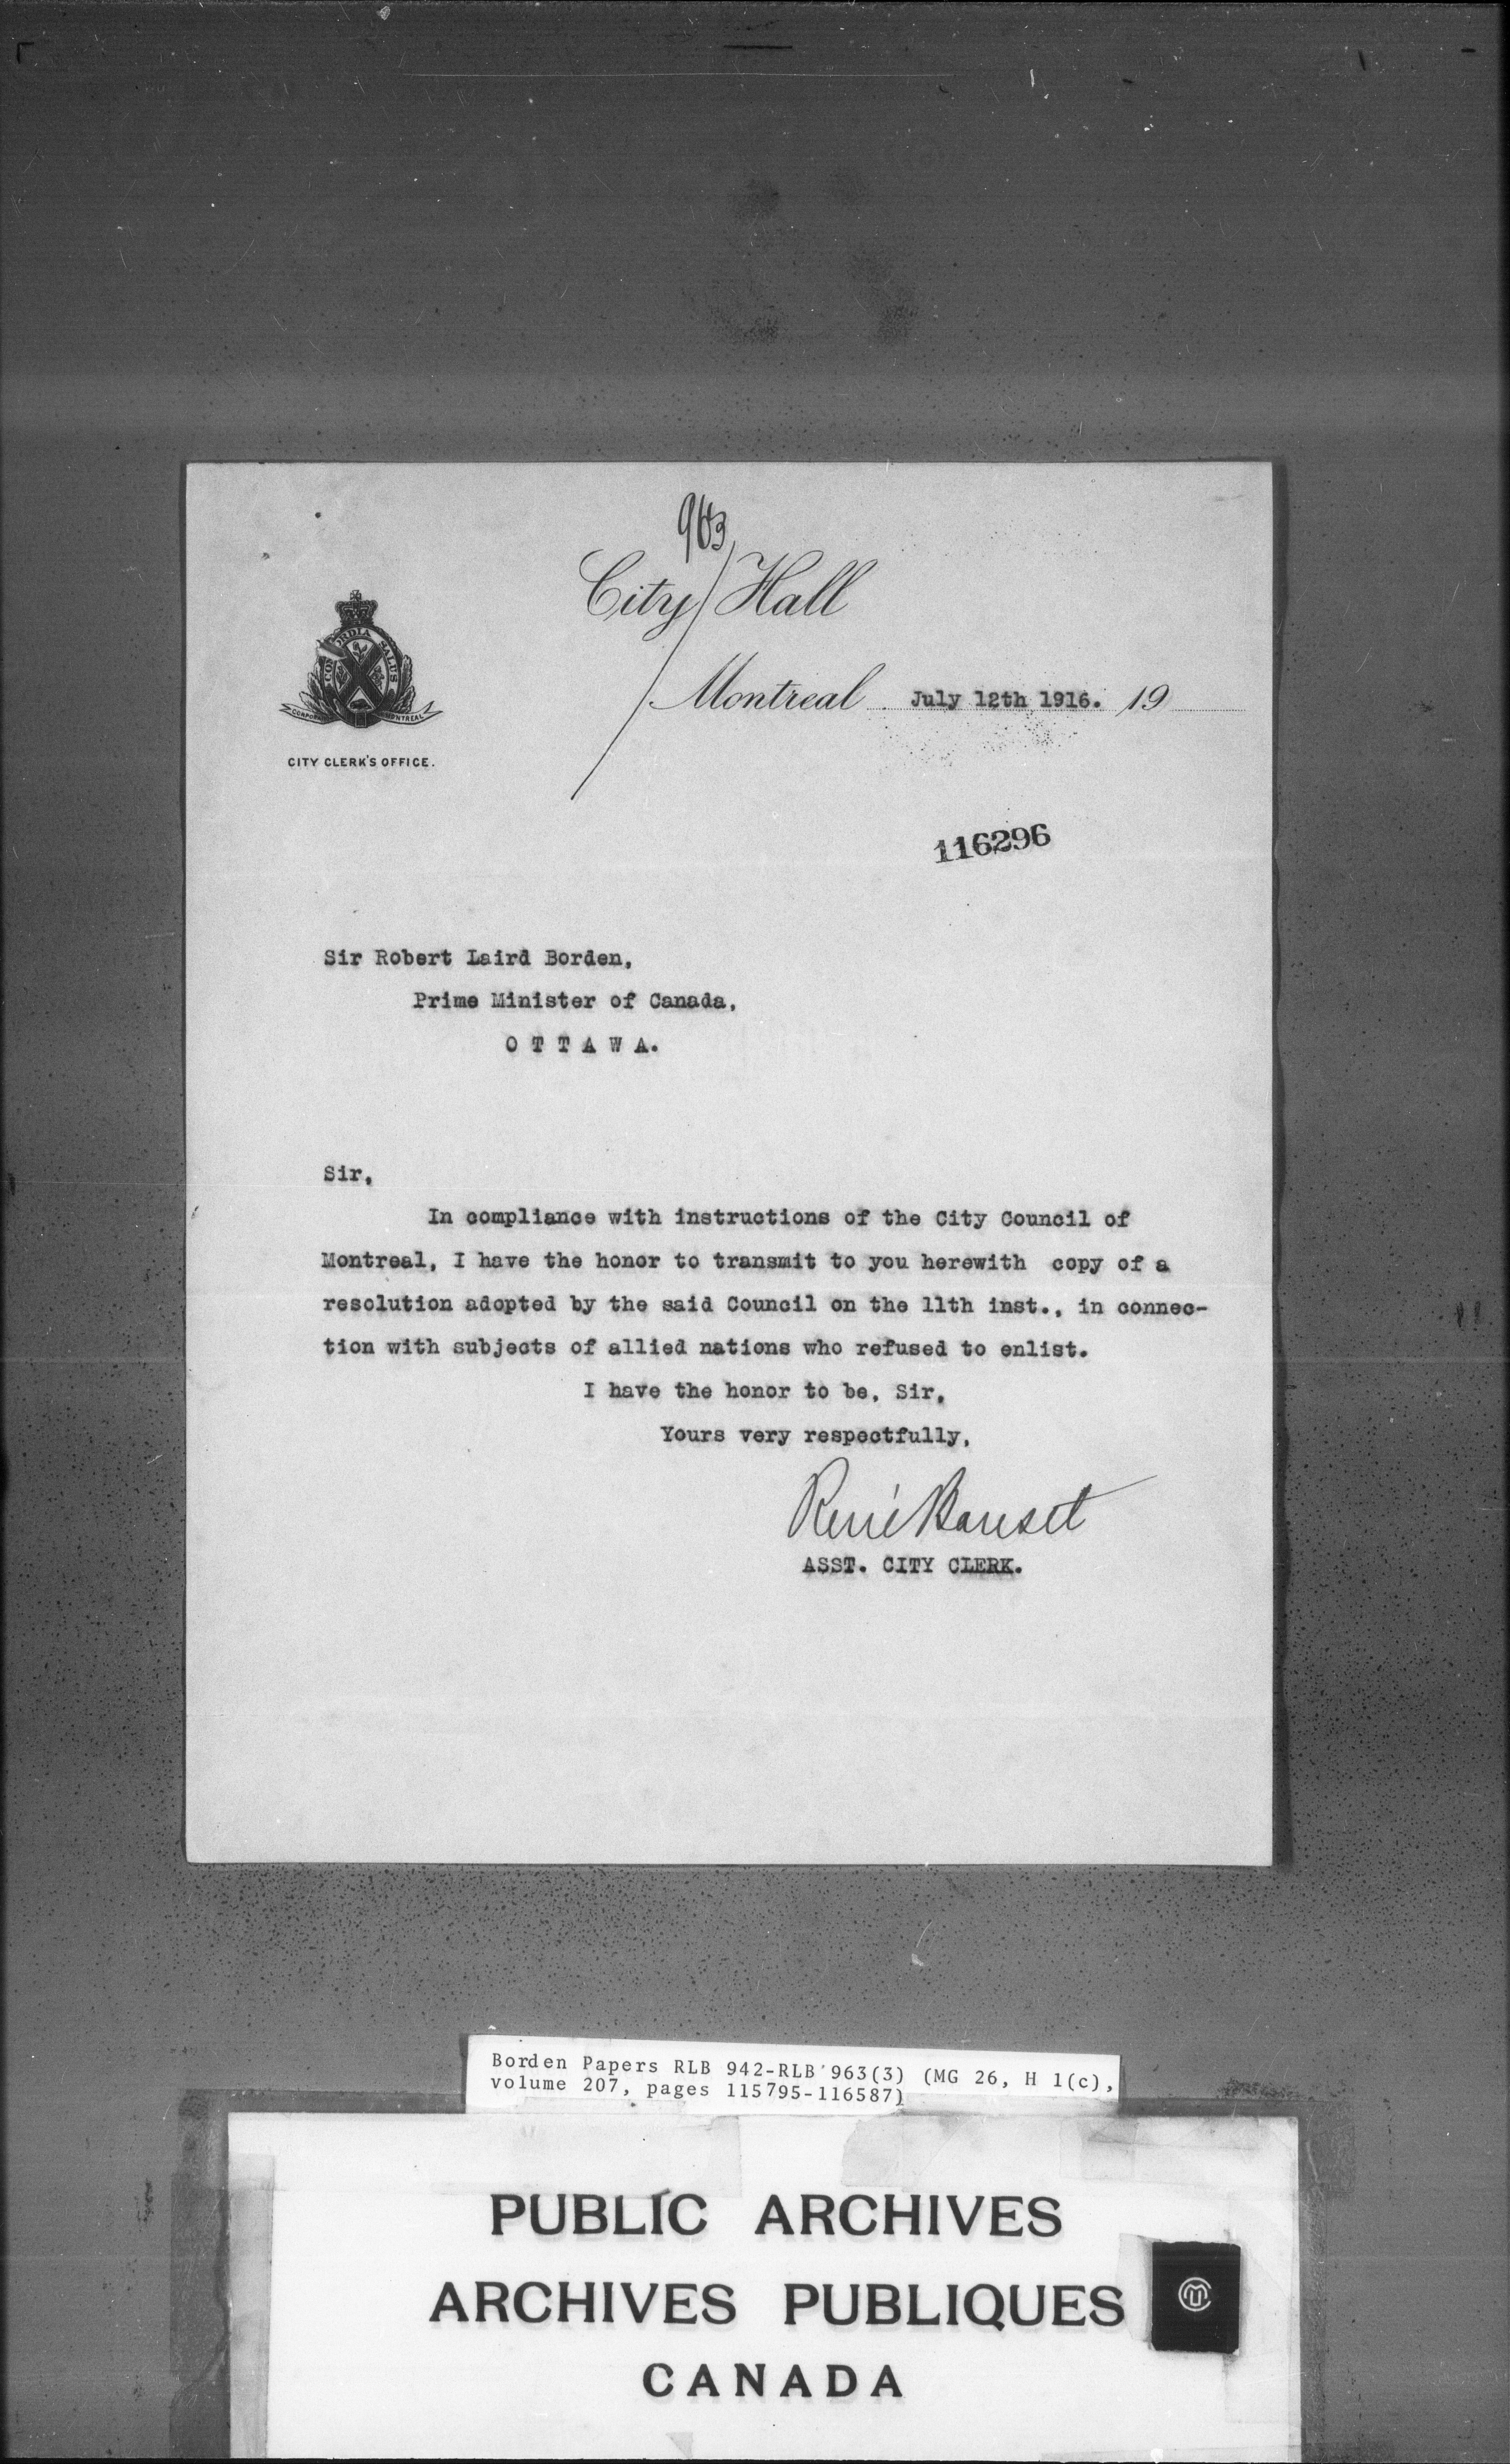 963
City Hall
CONCORDIA SALUS
Montreal July 12th 1916. 19
CITY CLERK'S OFFICE.
116296
Sir Robert Laird Borden,
Prime Minister of Canada,
O T T A W A.
Sir,
In compliance with instructions of the City Council of
Montreal, I have the honor to transmit to you herewith copy of a
resolution adopted by the said Council on the 11th inst., in connec-
tion with subjects of allied nations who refused to enlist.
I have the honor to be, Sir,
Yours very respectfully,
René Bauset
ASST. CITY CLERK.
Borden Papers RLB 942-RLB 963(3) (MG 26, H 1(c),
volume 207, pages 115795-116587)
PUBLIC ARCHIVES
ARCHIVES PUBLIQUES
CANADA